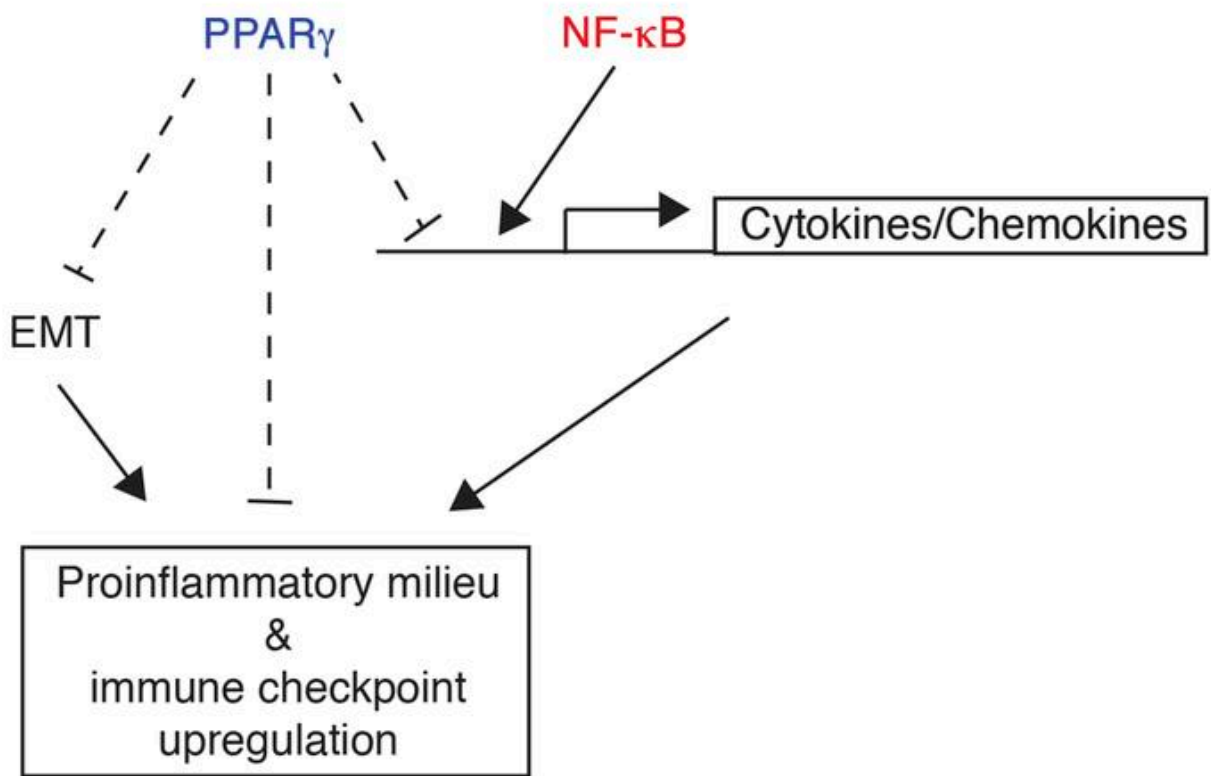 PPARγ
NF-κB
Cytokines/Chemokines
EMT
Proinflammatory milieu
&
immune checkpoint
upregulation